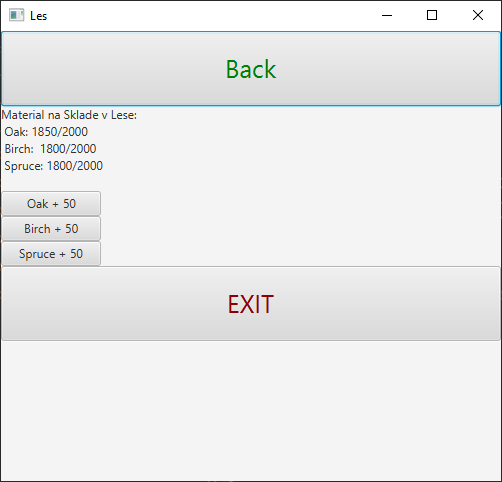 Les
Back
Material na Sklade v Lese:
Oak: 1850/2000
Birch:  1800/2000
Spruce: 1800/2000
Oak + 50
Birch + 50
Spruce + 50
EXIT